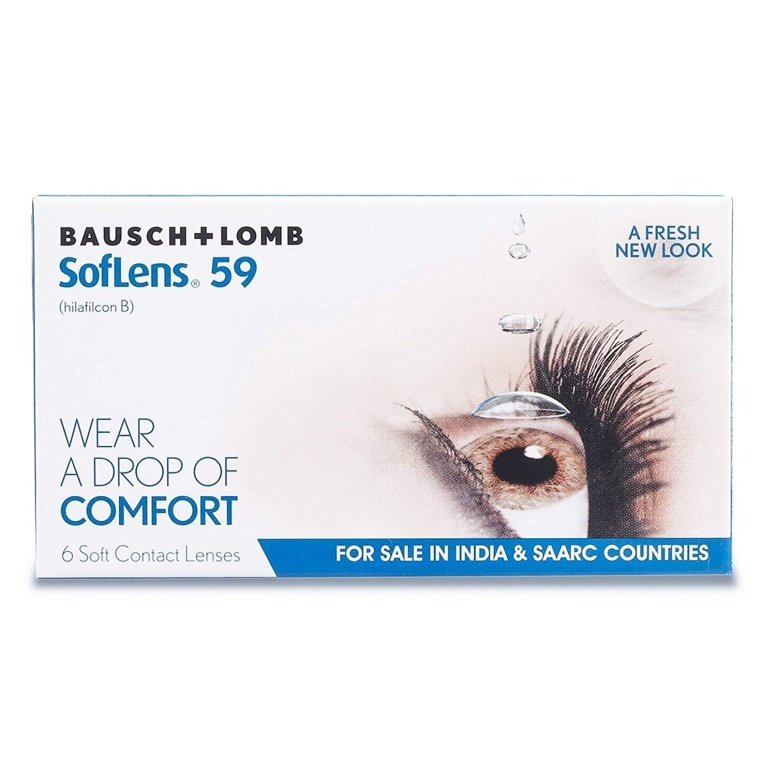 BAUSCH+LOMB
SofLens® 59
(hilafilcon B)
A FRESH
NEW LOOK
WEAR
A DROP OF
COMFORT
6 Soft Contact Lenses
FOR SALE IN INDIA & SAARC COUNTRIES